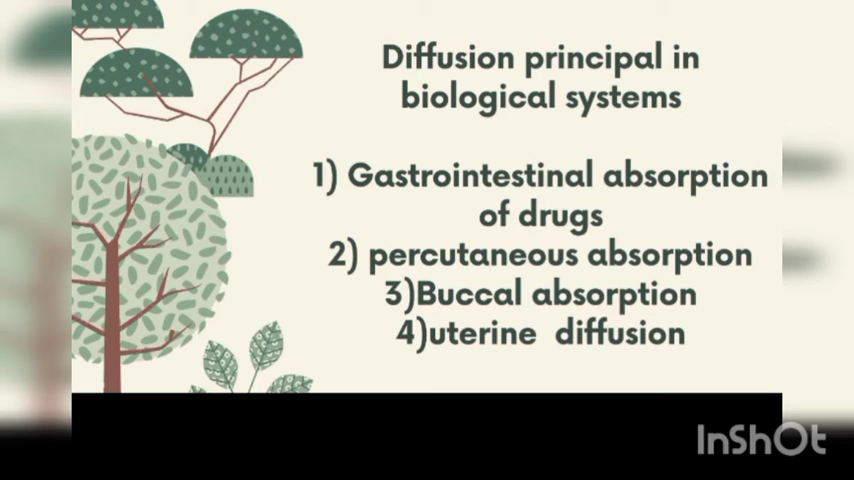 Diffusion principal in
biological systems
1) Gastrointestinal absorption
of drugs
2) percutaneous absorption
3)Buccal absorption
4)uterine diffusion
InShOt